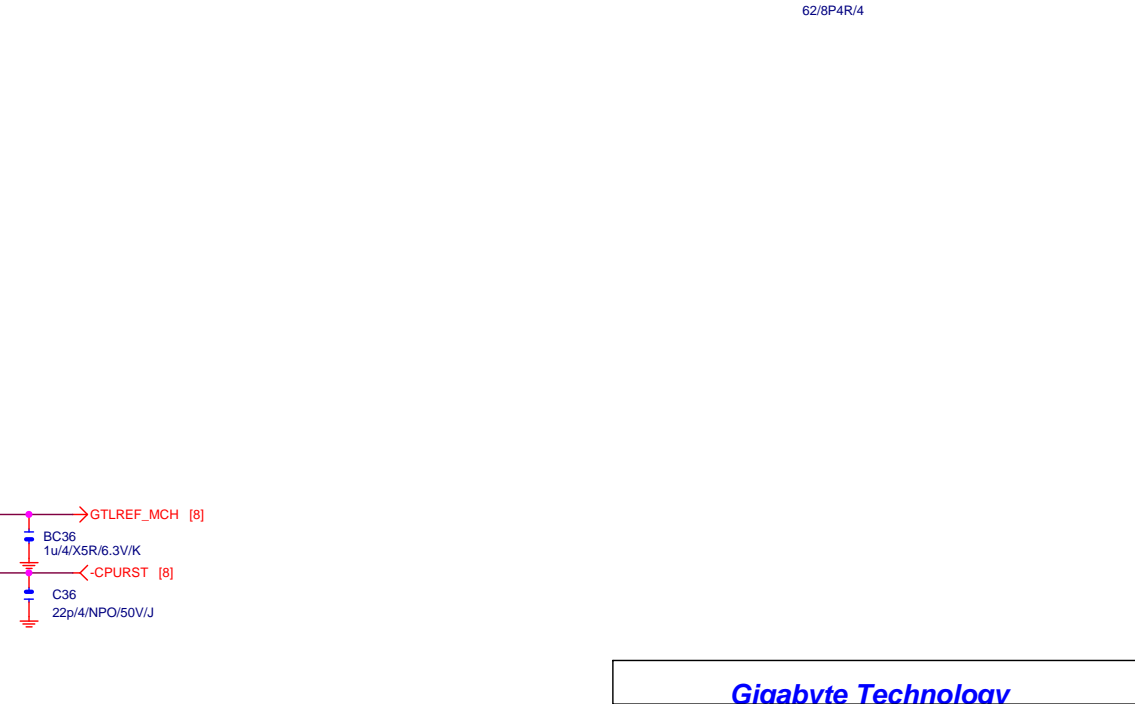 62/8P4R/4
GTLREF_MCH [8]
BC36
1u/4/X5R/6.3V/K
-CPURST [8]
C36
22p/4/NPO/50V/J
Gigabyte Technology